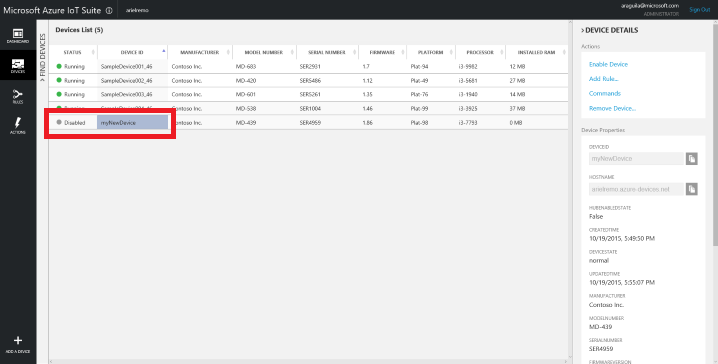 Microsoft Azure IoT Suite
arielremo
araguila@microsoft.com
ADMINISTRATOR
Sign Out
DASHBOARD
DEVICES
RULES
ACTIONS
ADD A DEVICE
FIND DEVICES
Devices List (5)
STATUS DEVICE ID MANUFACTURER MODEL NUMBER SERIAL NUMBER FIRMWARE PLATFORM PROCESSOR INSTALLED RAM
Running SampleDevice001_46 Contoso Inc. MD-683 SER2931 1.7 Plat-94 i3-9982 12 MB
Running SampleDevice002_46 Contoso Inc. MD-420 SER5486 1.12 Plat-49 i3-5681 27 MB
Running SampleDevice003_46 Contoso Inc. MD-601 SER5261 1.35 Plat-76 i3-1940 14 MB
Contoso Inc. MD-538 SER1004 1.46 Plat-99 i3-3925 37 MB
Disabled myNewDevice Contoso Inc. MD-439 SER4959 1.86 Plat-98 i3-7793 0 MB
DEVICE DETAILS
Actions
Enable Device
Add Rule...
Commands
Remove Device...
Device Properties
DEVICEID
myNewDevice
HOSTNAME
arielremo.azure-devices.net
HUBENABLEDSTATE
False
CREATEDTIME
10/19/2015, 5:49:50 PM
DEVICESTATE
normal
UPDATEDTIME
10/19/2015, 5:55:07 PM
MANUFACTURER
Contoso Inc.
MODELNUMBER
MD-439
SERIALNUMBER
SER4959
FIRMWAREVERSION